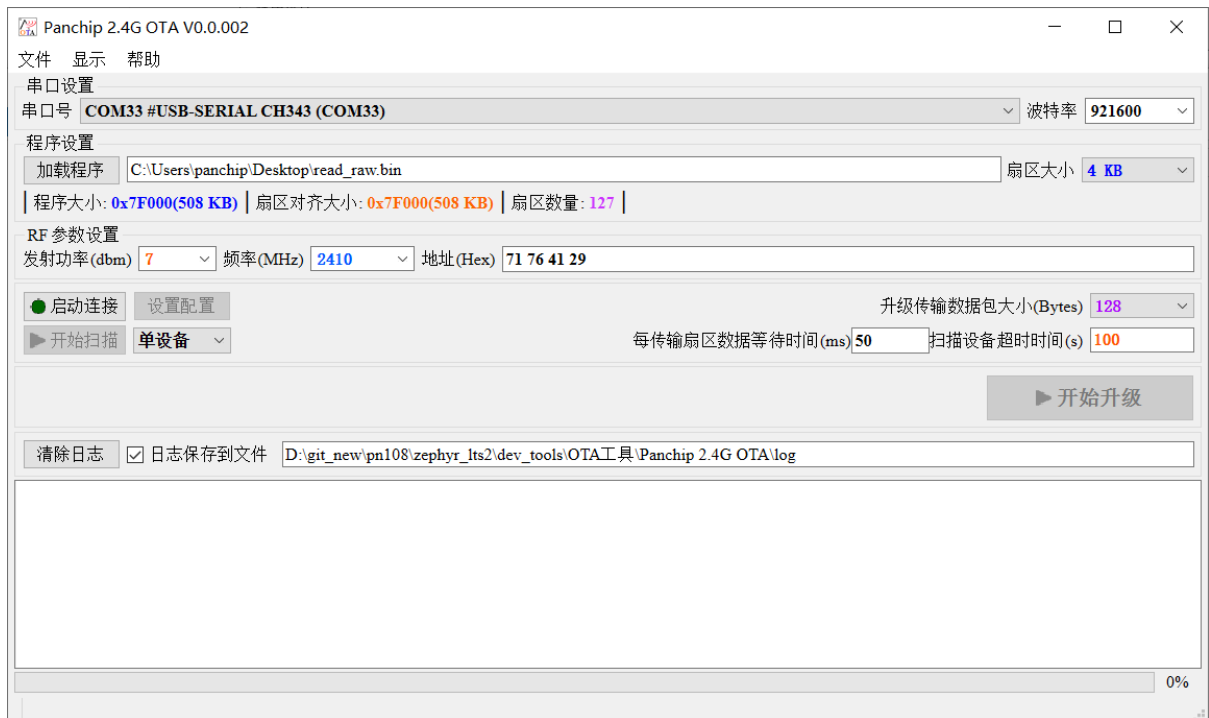 Panchip 2.4G OTA V0.0.002
文件 显示 帮助
串口设置
串口号 COM33 #USB-SERIAL CH343 (COM33) 波特率 921600
程序设置
加载程序 C:\Users\panchip\Desktop\read_raw.bin 扇区大小 4 KB
程序大小: 0x7F000(508 KB) 扇区对齐大小: 0x7F000(508 KB) 扇区数量: 127
RF 参数设置
发射功率(dbm) 7 频率(MHz) 2410 地址(Hex) 71 76 41 29
启动连接 设置配置 升级传输数据包大小(Bytes) 128
开始扫描 单设备 每传输扇区数据等待时间(ms) 50 扫描设备超时时间(s) 100
开始升级
清除日志 日志保存到文件 D:\git_new\pn108\zephyr_lts2\dev_tools\OTA工具\Panchip 2.4G OTA\log
0%